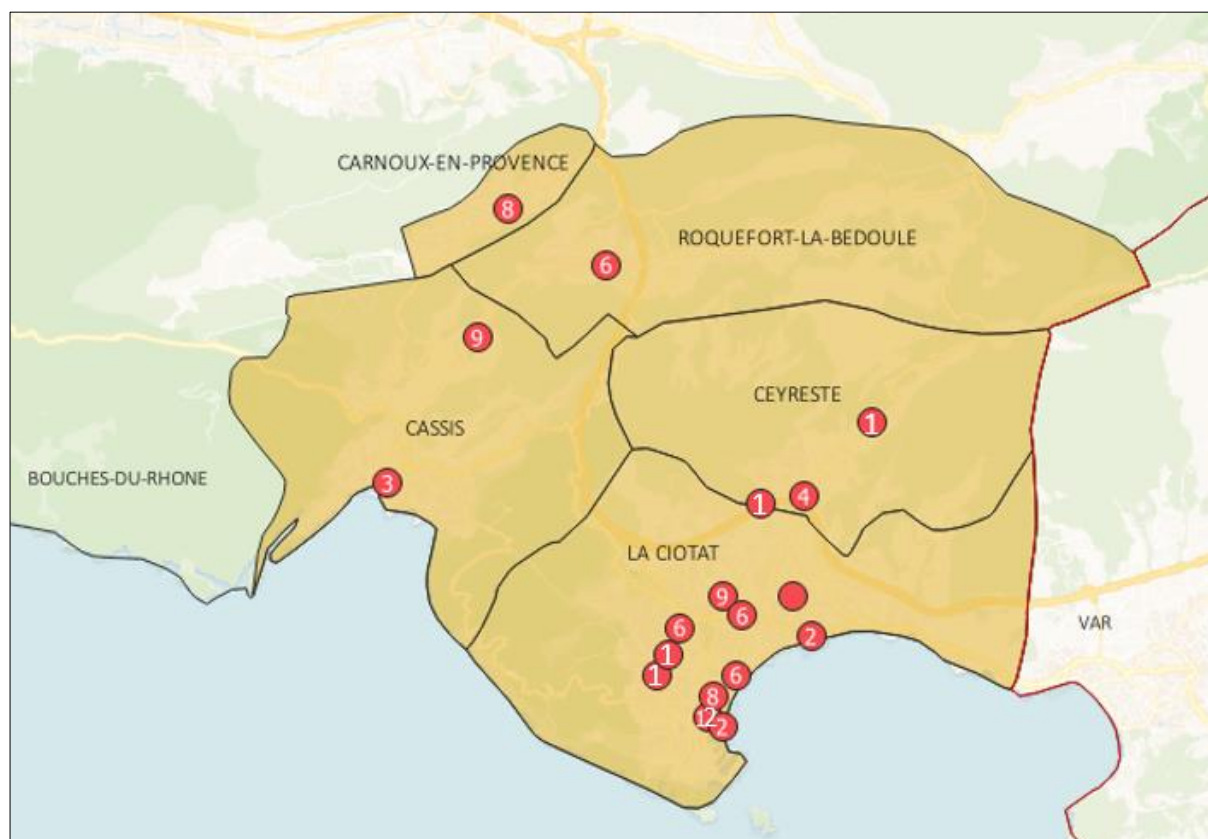 CARNOUX-EN-PROVENCE
8
ROQUEFORT-LA-BEDOULE
6
9
CEYRESTE
1
CASSIS
BOUCHES-DU-RHONE
3
4
1
LA CIOTAT
9
6
VAR
6
2
1
1
6
8
12
2